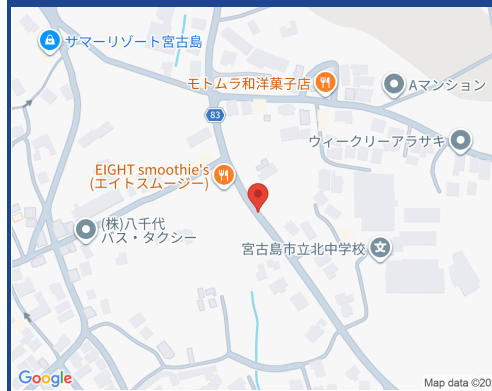 サマーリゾート宮古島
モトムラ和洋菓子店
Aマンション
83
ウィークリーアラサキ
EIGHT smoothie's
(エイトスムージー)
(株)八千代
バス・タクシー
宮古島市立北中学校
文
Google
Map data ©20